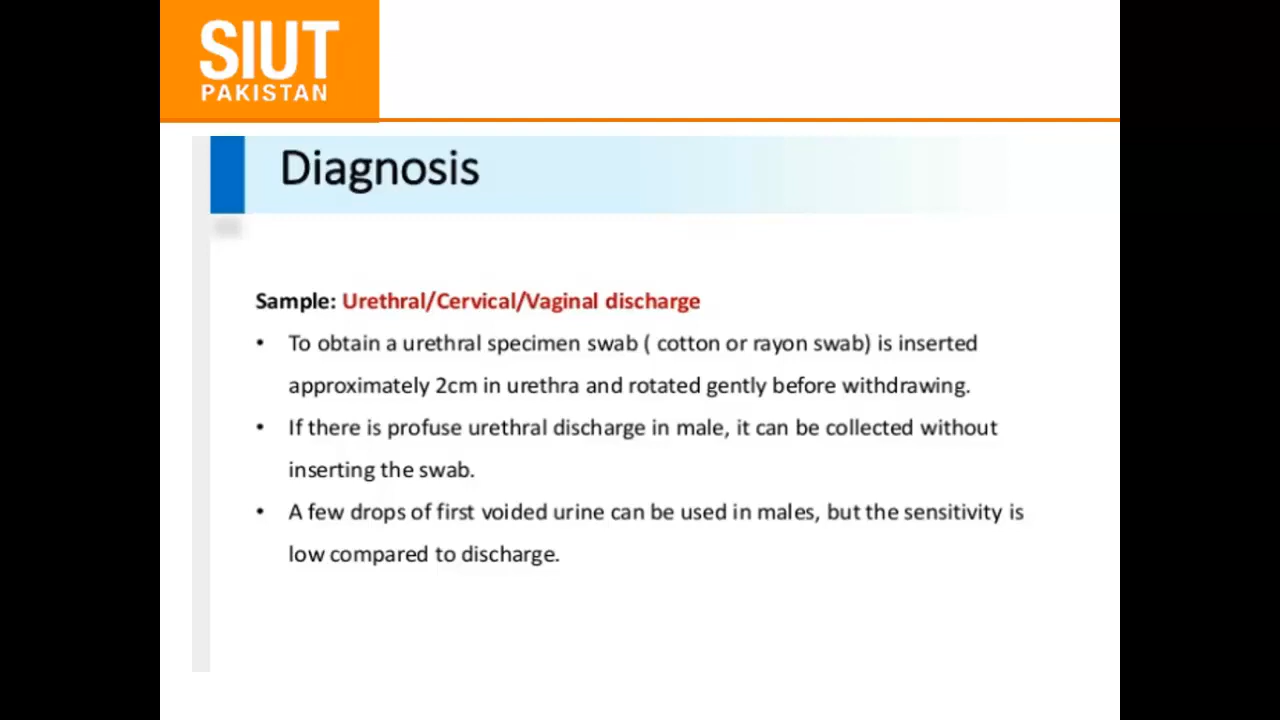 SIUT
PAKISTAN
Diagnosis
Sample: Urethral/Cervical/Vaginal discharge
• To obtain a urethral specimen swab ( cotton or rayon swab) is inserted
approximately 2cm in urethra and rotated gently before withdrawing.
• If there is profuse urethral discharge in male, it can be collected without
inserting the swab.
• A few drops of first voided urine can be used in males, but the sensitivity is
low compared to discharge.